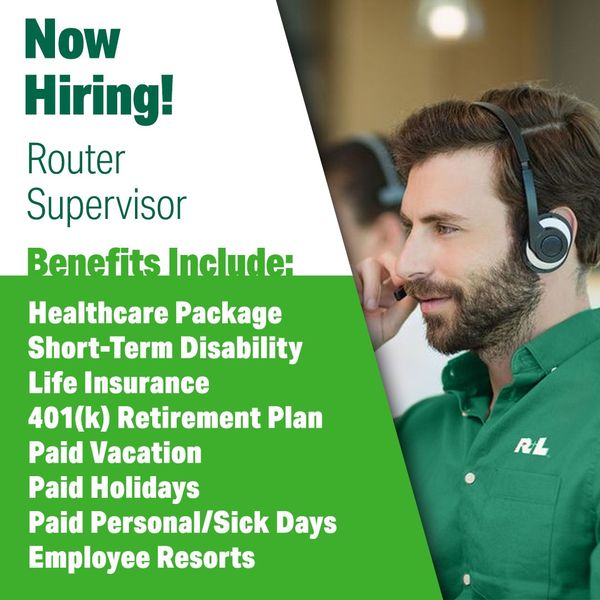 Now
Hiring!
Router
Supervisor
Benefits Include:
Healthcare Package
Short-Term Disability
Life Insurance
401(k) Retirement Plan
Paid Vacation
Paid Holidays
Paid Personal/Sick Days
Employee Resorts
R+L